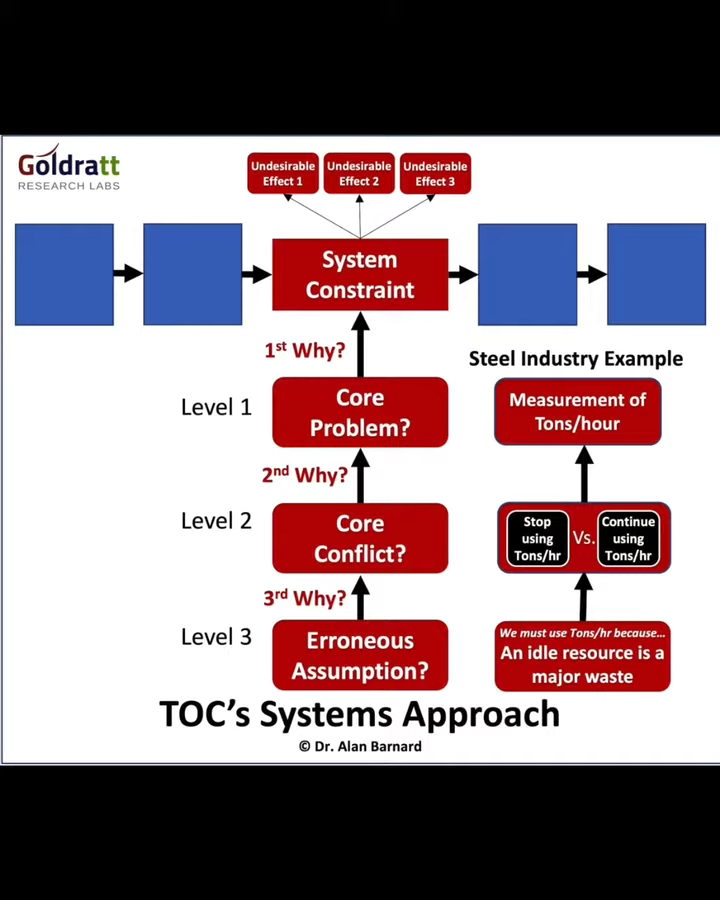 Goldratt
RESEARCH LABS
Undesirable
Effect 1
Undesirable
Effect 2
Undesirable
Effect 3
System
Constraint
1st Why?
Steel Industry Example
Level 1
Core
Problem?
Measurement of
Tons/hour
2nd Why?
Level 2
Core
Conflict?
Stop
using
Tons/hr
Vs.
Continue
using
Tons/hr
3rd Why?
Level 3
Erroneous
Assumption?
We must use Tons/hr because...
An idle resource is a
major waste
TOC's Systems Approach
© Dr. Alan Barnard